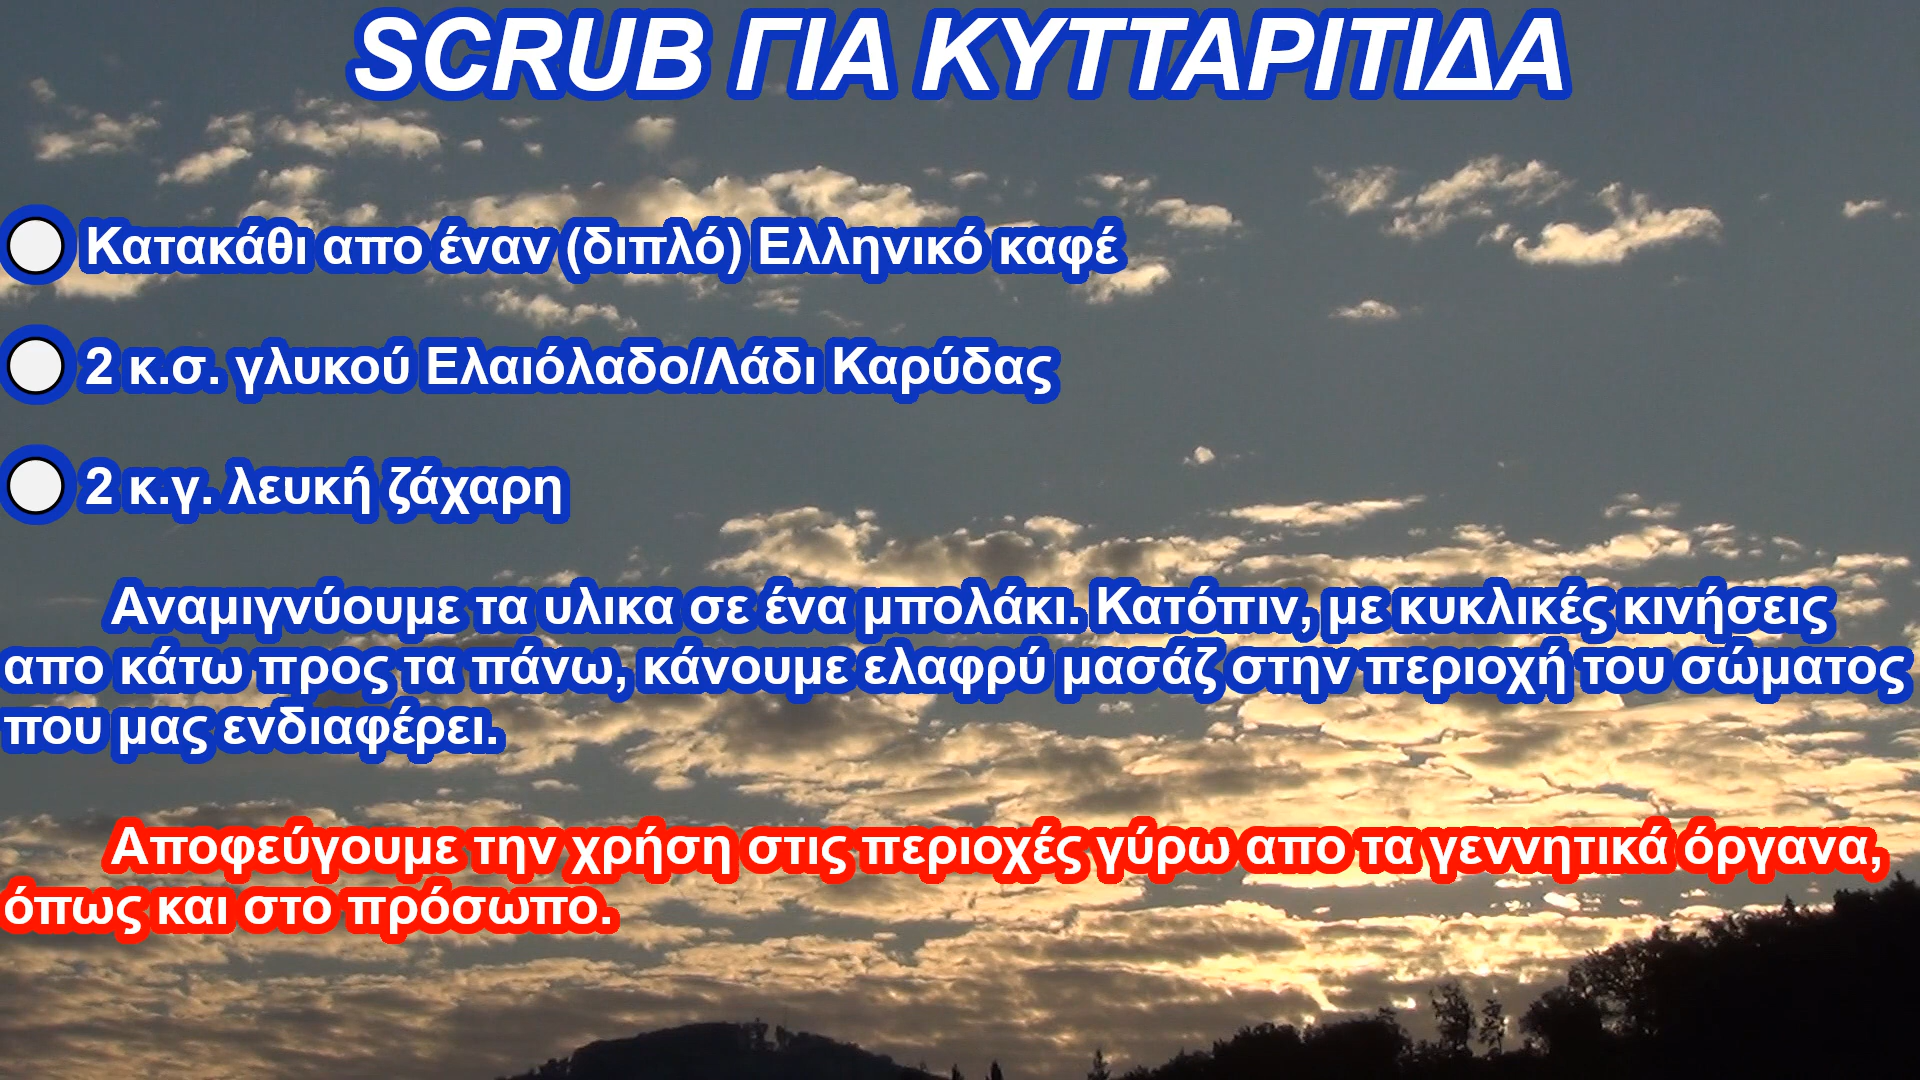 SCRUB ΓΙΑ ΚΥΤΤΑΡΙΤΙΔΑ
Κατακάθι απο έναν (διπλό) Ελληνικό καφέ
2 κ.σ. γλυκού Ελαιόλαδο/Λάδι Καρύδας
2 κ.γ. λευκή ζάχαρη
Αναμιγνύουμε τα υλικα σε ένα μπολάκι. Κατόπιν, με κυκλικές κινήσεις
απο κάτω προς τα πάνω, κάνουμε ελαφρύ μασάζ στην περιοχή του σώματος
που μας ενδιαφέρει.
Αποφεύγουμε την χρήση στις περιοχές γύρω απο τα γεννητικά όργανα,
όπως και στο πρόσωπο.